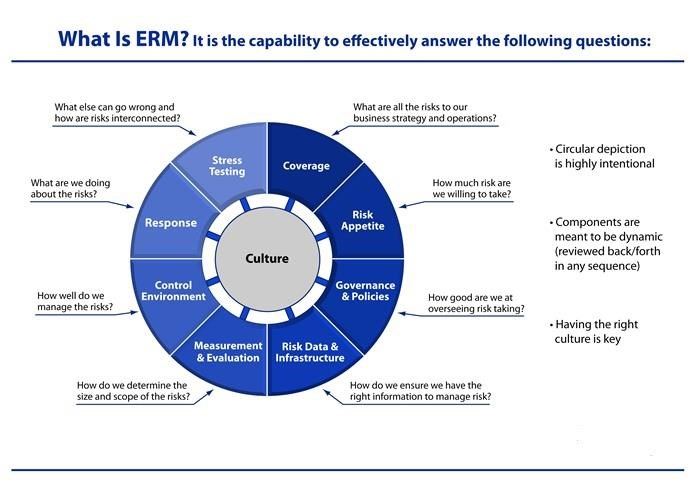 What Is ERM? It is the capability to effectively answer the following questions:
What else can go wrong and
how are risks interconnected?
What are all the risks to our
business strategy and operations?
Stress
Testing
Coverage
What are we doing
about the risks?
How much risk are
we willing to take?
Response
Risk
Appetite
Culture
Control
Environment
Governance
& Policies
How well do we
manage the risks?
How good are we at
overseeing risk taking?
Measurement
& Evaluation
Risk Data &
Infrastructure
How do we determine the
size and scope of the risks?
How do we ensure we have the
right information to manage risk?
• Circular depiction
is highly intentional
• Components are
meant to be dynamic
(reviewed back/forth
in any sequence)
• Having the right
culture is key